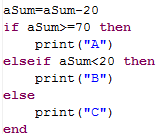 aSum=aSum-20
if aSum>=70 then
    print("A")
elseif aSum<20 then
    print("B")
else
    print("C")
end